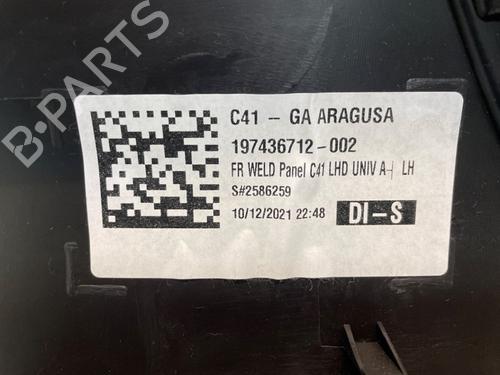 C41 - GA ARAGUSA
197436712-002
FR WELD Panel C41 LHD UNIV A-| LH
S#2586259
10/12/2021 22:48
DI-S
B-PARTS